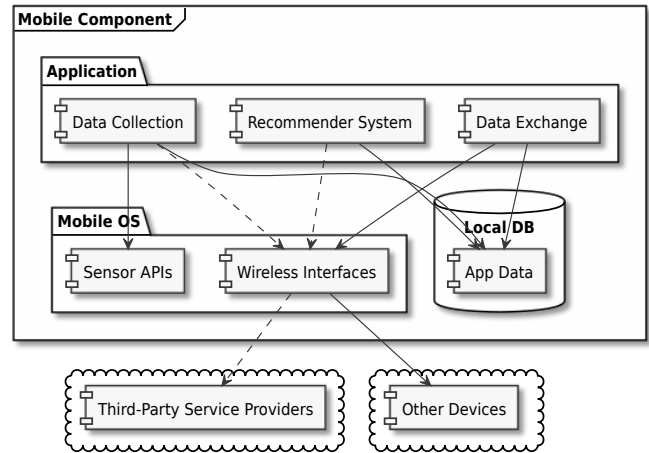 Mobile Component
Application
Data Collection
Recommender System
Data Exchange
Mobile OS
Local DB
Sensor APIs
Wireless Interfaces
App Data
Third-Party Service Providers
Other Devices